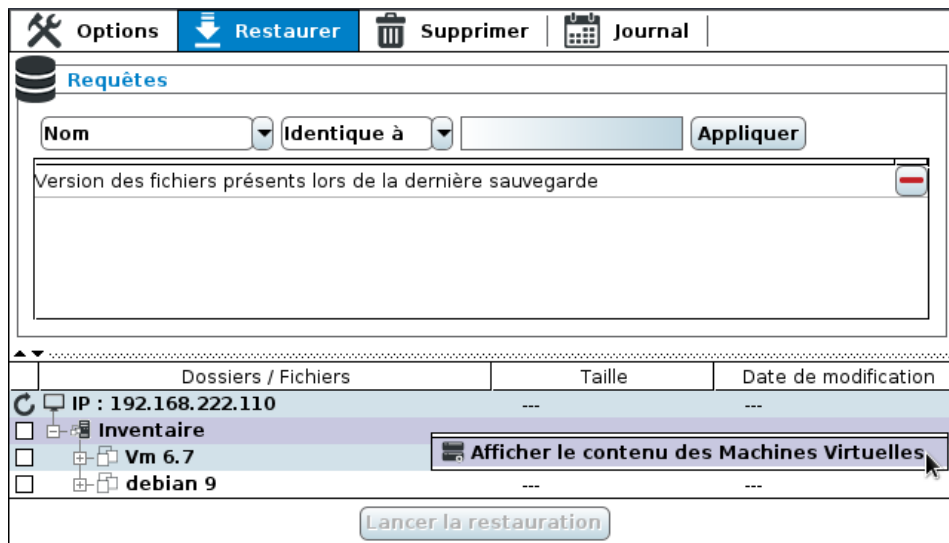 Options Restaurer Supprimer Journal
Requêtes
Nom Identique à Appliquer
Version des fichiers présents lors de la dernière sauvegarde
Dossiers / Fichiers Taille Date de modification
IP : 192.168.222.110 --- ---
Inventaire
Vm 6.7 Afficher le contenu des Machines Virtuelles
debian 9 --- ---
Lancer la restauration